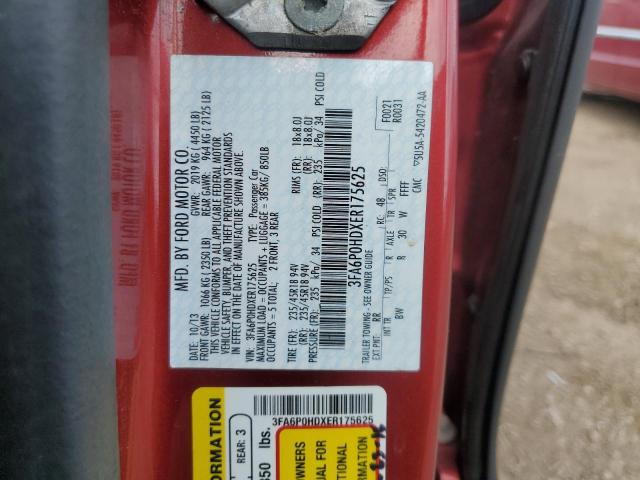 MFD. BY FORD MOTOR CO.
DATE: 10/13 GVWR: 2019 KG ( 4450 LB)
FRONT GAWR: 1066 KG ( 2350 LB) REAR GAWR: 964 KG ( 2125 LB)
THIS VEHICLE CONFORMS TO ALL APPLICABLE FEDERAL MOTOR
VEHICLE SAFETY, BUMPER, AND THEFT PREVENTION STANDARDS
IN EFFECT ON THE DATE OF MANUFACTURE SHOWN ABOVE.
VIN: 3FA6P0HDXER175625 TYPE: Passenger Car
MAXIMUM LOAD = OCCUPANTS + LUGGAGE = 385KG/ 850LB
OCCUPANTS = 5 TOTAL; 2 FRONT, 3 REAR
TIRE (FR): 235/45R18 94V RIMS (FR): 18x8.0J
(RR): 235/45R18 94V (RR): 18x8.0J
PRESSURE (FR): 235 kPa/ 34 PSI COLD (RR): 235 kPa/ 34 PSI COLD
3FA6P0HDXER175625
F0021
R0031
TRAILER TOWING - SEE OWNER GUIDE
EXT PNT: RR RC: 48 DSO:
INT TR TP/PS R AXLE TR SPR
BW R 30 W FFFF
GMC 5U5A-5420472-AA
3FA6P0HDXER175625
FORMATION
REAR: 3
lbs.
OWNERS